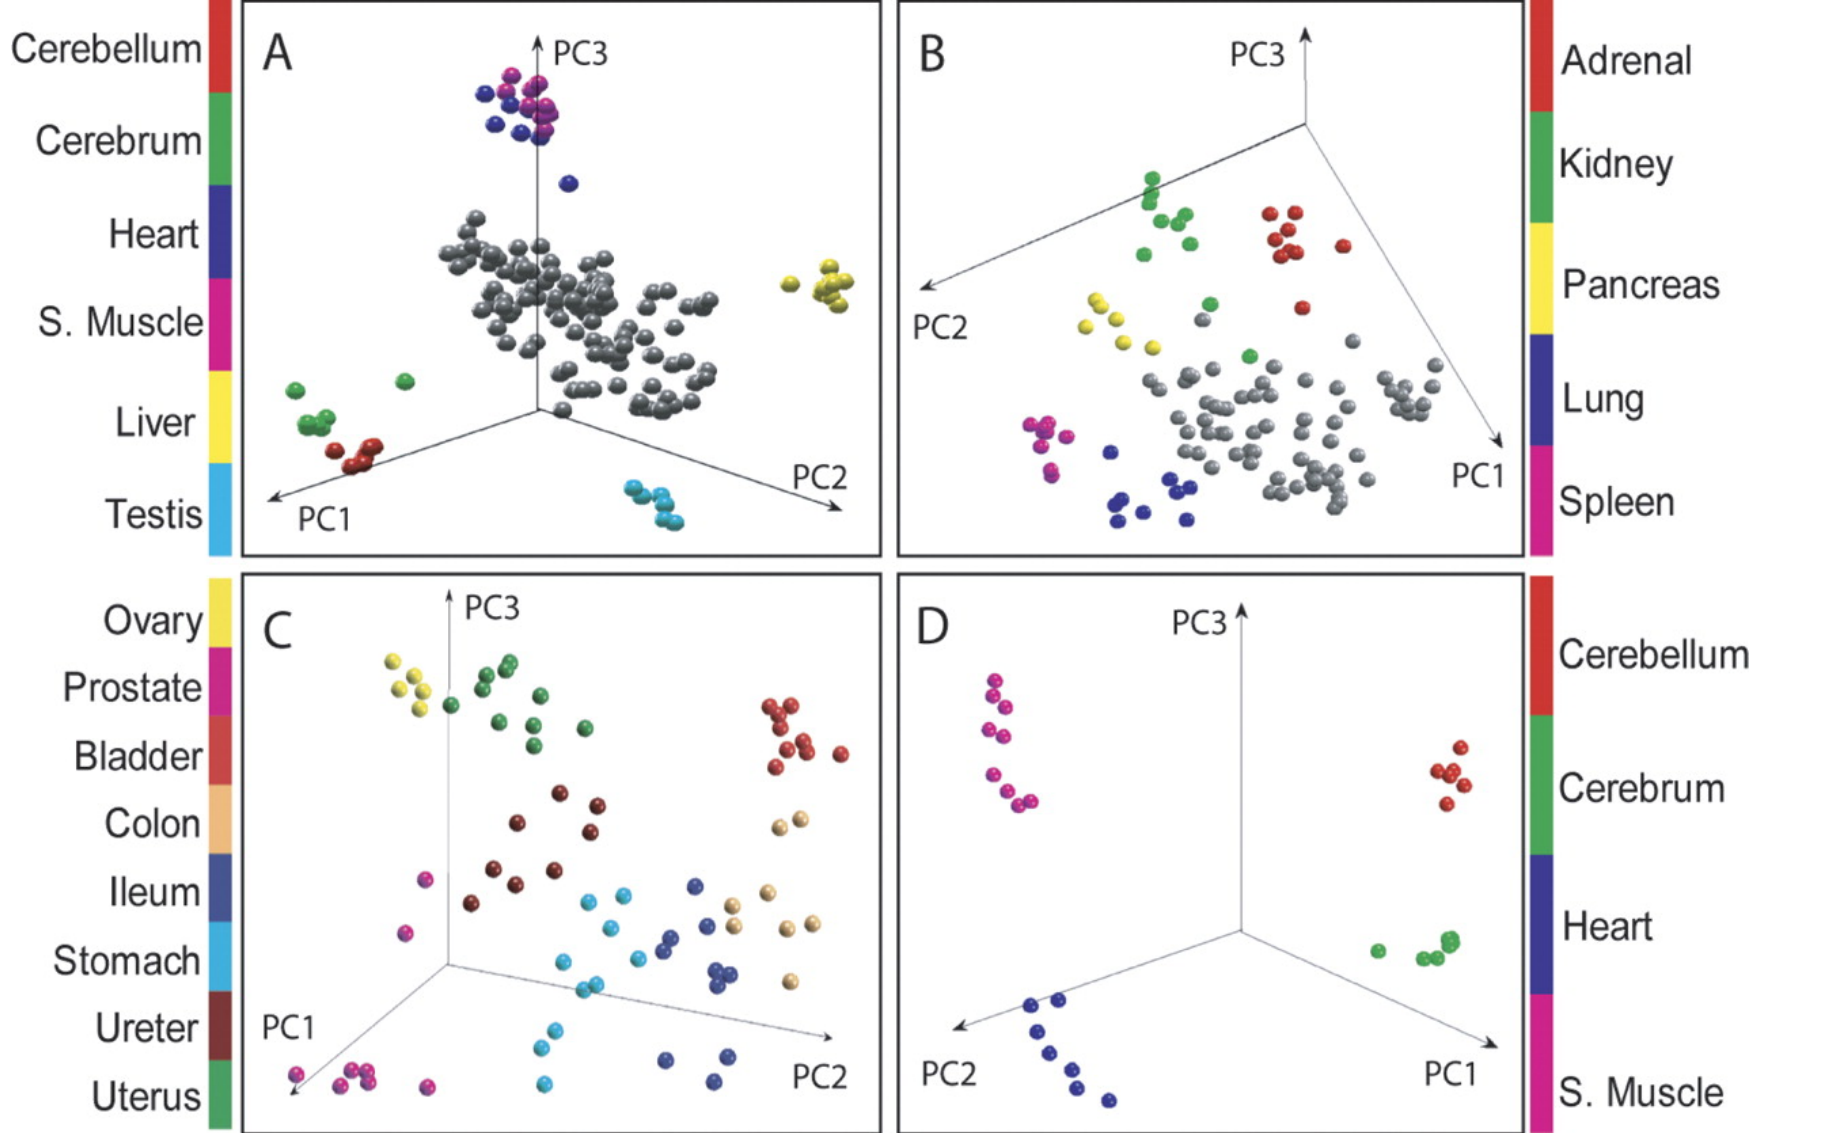 Cerebellum
Cerebrum
Heart
S. Muscle
Liver
Testis
A
PC3
PC2
PC1
B
PC3
PC2
PC1
Adrenal
Kidney
Pancreas
Lung
Spleen
Ovary
Prostate
Bladder
Colon
Ileum
Stomach
Ureter
Uterus
C
PC3
PC1
PC2
D
PC3
PC2
PC1
Cerebellum
Cerebrum
Heart
S. Muscle